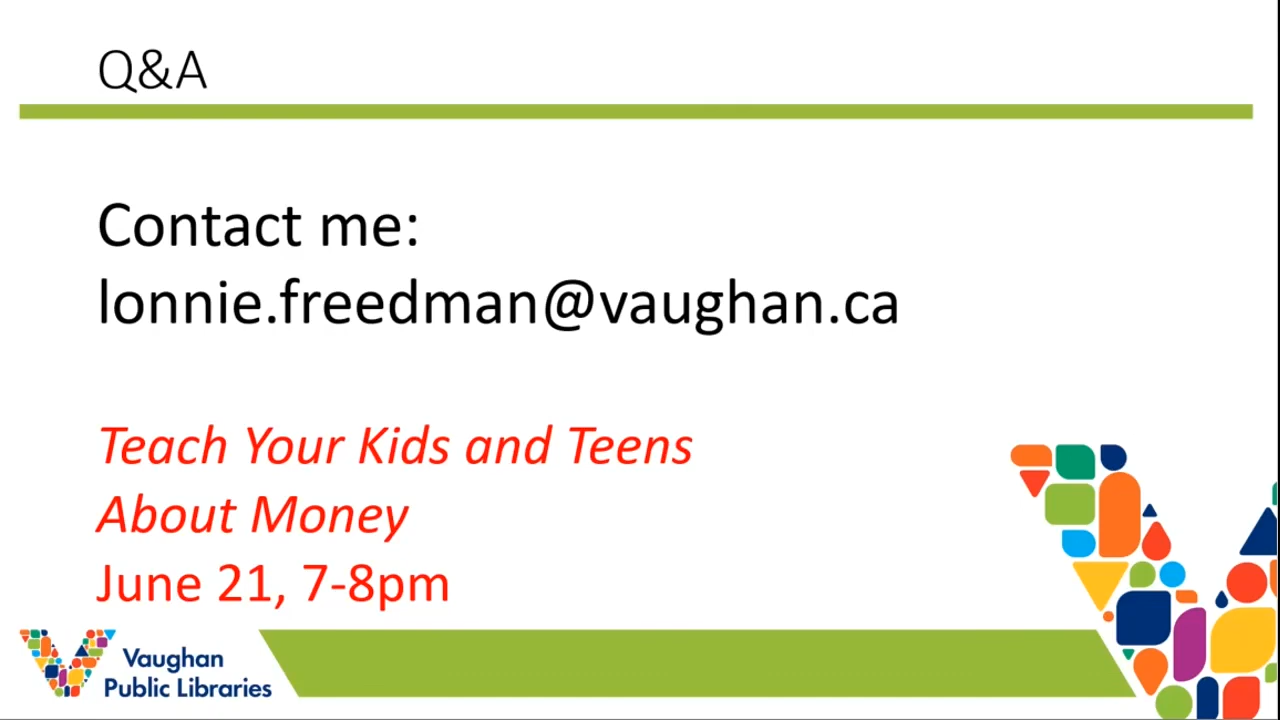 Q&A
Contact me:
lonnie.freedman@vaughan.ca
Teach Your Kids and Teens
About Money
June 21, 7-8pm
Vaughan
Public Libraries